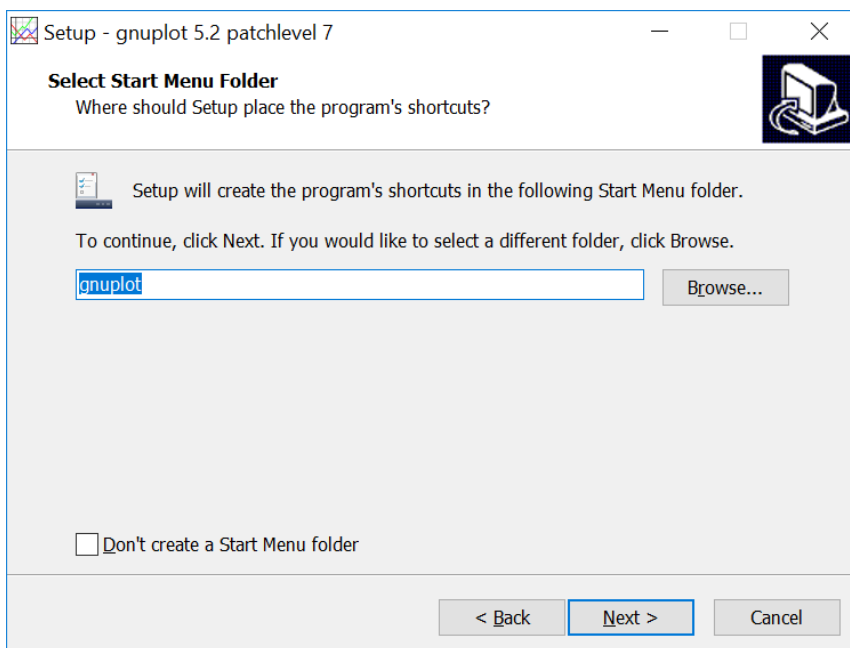 Setup - gnuplot 5.2 patchlevel 7
Select Start Menu Folder
Where should Setup place the program's shortcuts?
Setup will create the program's shortcuts in the following Start Menu folder.
To continue, click Next. If you would like to select a different folder, click Browse.
gnuplot
Browse...
Don't create a Start Menu folder
< Back
Next >
Cancel